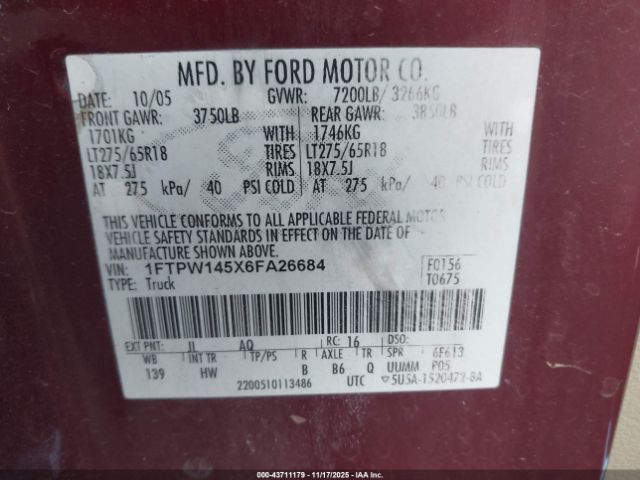 MFD. BY FORD MOTOR CO.
DATE: 10/05 GVWR: 7200LB/ 3266KG
FRONT GAWR: 3750LB REAR GAWR: 3850LB
1701KG WITH 1746KG WITH
LT275/65R18 TIRES LT275/65R18 TIRES
18X7.5J RIMS 18X7.5J RIMS
AT 275 kPa/ 40 PSI COLD AT 275 kPa/ 40 PSI COLD
THIS VEHICLE CONFORMS TO ALL APPLICABLE FEDERAL MOTOR
VEHICLE SAFETY STANDARDS IN EFFECT ON THE DATE OF
MANUFACTURE SHOWN ABOVE.
VIN: 1FTPW145X6FA26684 F0156
TYPE: Truck T0675
EXT PNT: JL AQ RC: 16 DSO:
WB INT TR TP/PS R AXLE TR SPR 6F613
139 HW B B6 Q UUMM P05
2200510113486 UTC ▽5U5A-1520472-BA
000-43711179 - 11/17/2025 - IAA Inc.